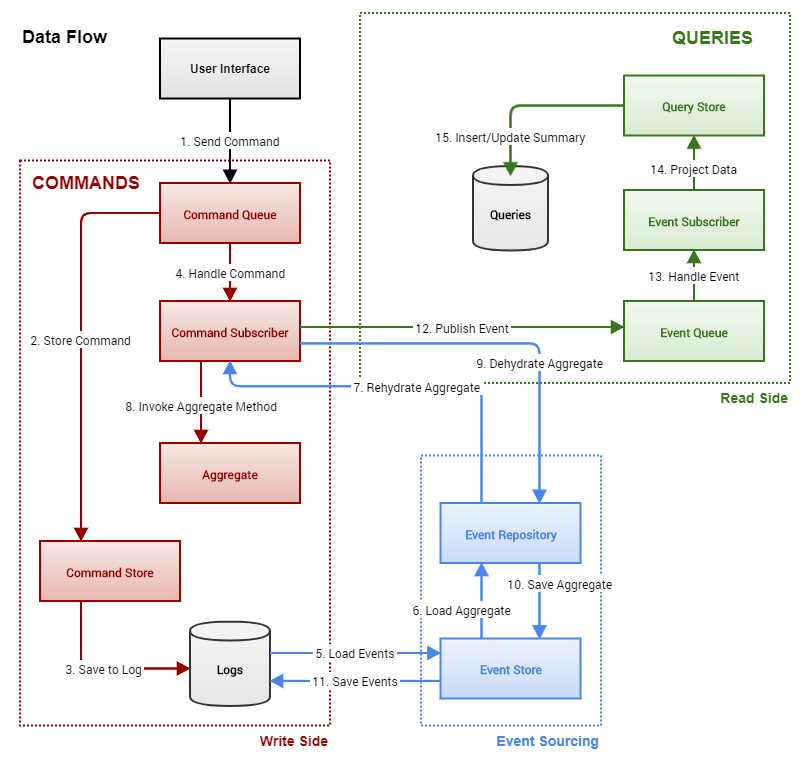 Data Flow
User Interface
QUERIES
Query Store
1. Send Command
15. Insert/Update Summary
14. Project Data
COMMANDS
Command Queue
Queries
Event Subscriber
4. Handle Command
13. Handle Event
2. Store Command
Command Subscriber
12. Publish Event
Event Queue
9. Dehydrate Aggregate
7. Rehydrate Aggregate
Read Side
8. Invoke Aggregate Method
Aggregate
Event Repository
Command Store
10. Save Aggregate
6. Load Aggregate
3. Save to Log
Logs
5. Load Events
11. Save Events
Event Store
Write Side
Event Sourcing